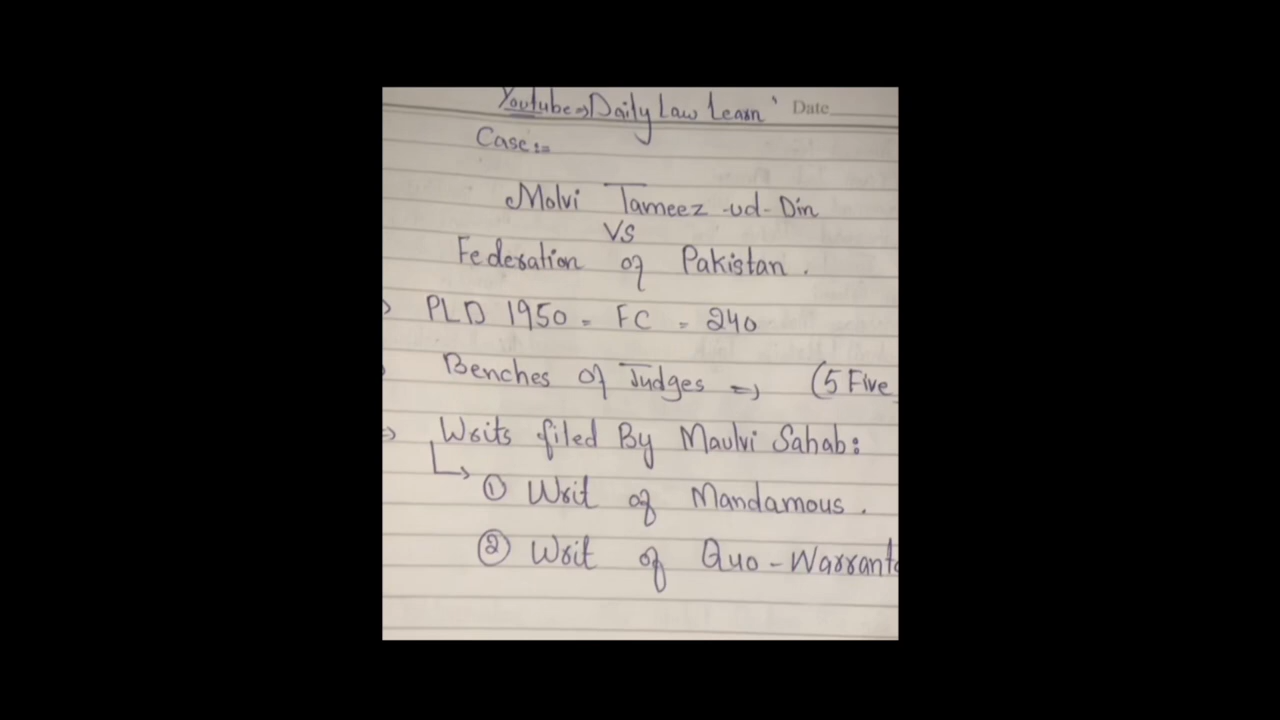 Youtube⇒Daily Law Learn
Date
Case:=
Molvi Tameez-ud-Din
VS
Federation of Pakistan.
PLD 1950 = FC = 240
Benches of Judges ⇒ (5 Five
⇒ Writs filed By Maulvi Sahab:
① Writ of Mandamous.
② Writ of Quo-Warranto